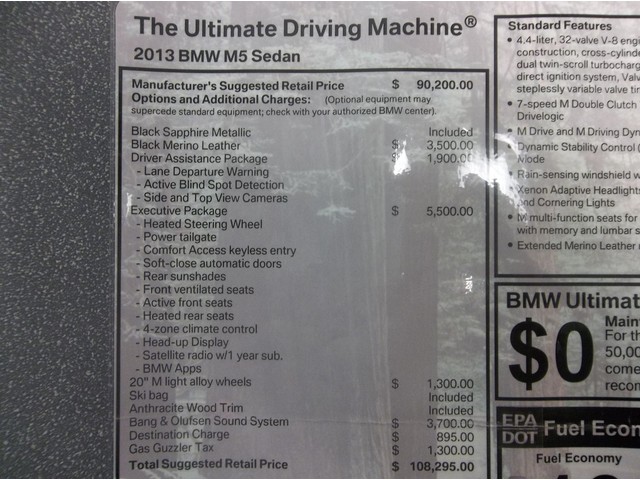 The Ultimate Driving Machine®
2013 BMW M5 Sedan
Manufacturer's Suggested Retail Price $ 90,200.00
Options and Additional Charges: (Optional equipment may
supercede standard equipment; check with your authorized BMW center).
Black Sapphire Metallic Included
Black Merino Leather $ 3,500.00
Driver Assistance Package $ 1,900.00
- Lane Departure Warning
- Active Blind Spot Detection
- Side and Top View Cameras
Executive Package $ 5,500.00
- Heated Steering Wheel
- Power tailgate
- Comfort Access keyless entry
- Soft-close automatic doors
- Rear sunshades
- Front ventilated seats
- Active front seats
- Heated rear seats
- 4-zone climate control
- Head-up Display
- Satellite radio w/1 year sub.
- BMW Apps
20" M light alloy wheels $ 1,300.00
Ski bag Included
Anthracite Wood Trim Included
Bang & Olufsen Sound System $ 3,700.00
Destination Charge $ 895.00
Gas Guzzler Tax $ 1,300.00
Total Suggested Retail Price $ 108,295.00
Standard Features
• 4.4-liter, 32-valve V-8 engi
construction, cross-cylinde
dual twin-scroll turbocharg
direct ignition system, Valv
steplessly variable valve tim
• 7-speed M Double Clutch
Drivelogic
• M Drive and M Driving Dyn
Dynamic Stability Control (
Mode
• Rain-sensing windshield w
Xenon Adaptive Headlights
and Cornering Lights
• M multi-function seats for
with memory and lumbar s
• Extended Merino Leather
BMW Ultimat
$0
Main
For th
50,00
come
recon
EPA
DOT
Fuel Econ
Fuel Economy